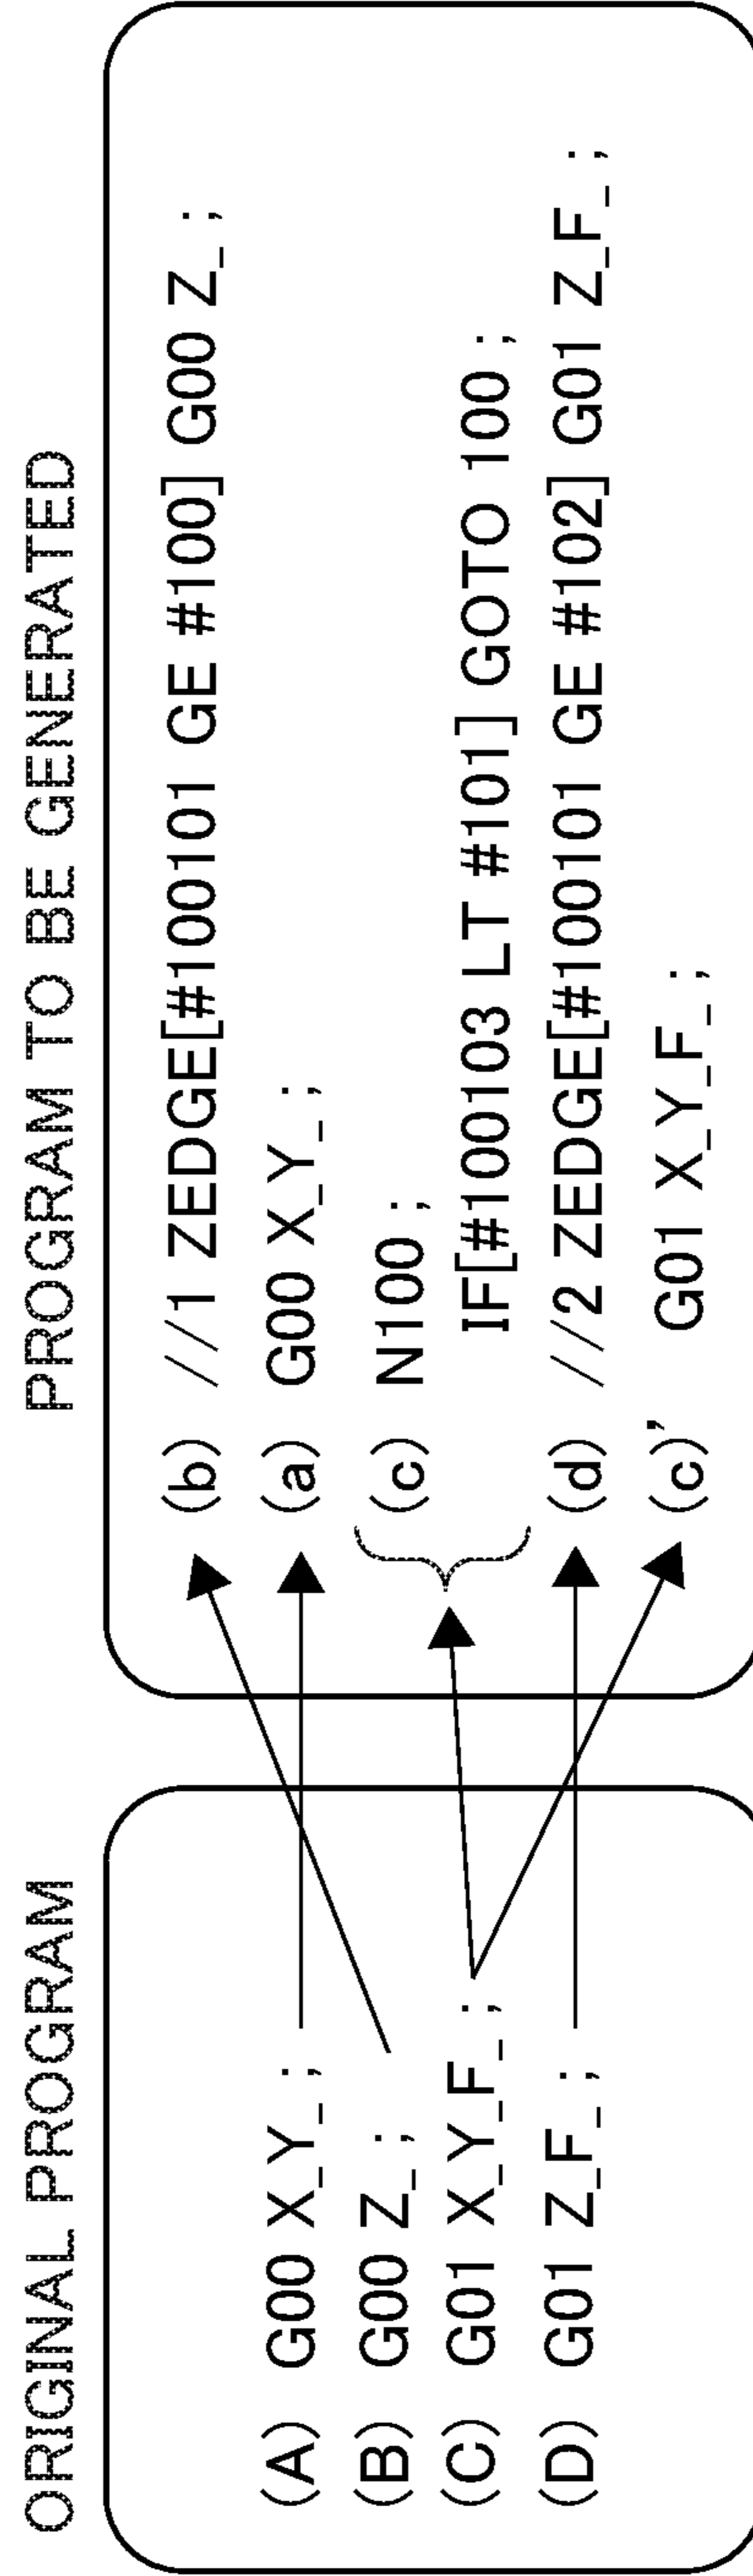 ORIGINAL PROGRAM
(A) G00 X_Y_;
(B) G00 Z_;
(C) G01 X_Y_F_;
(D) G01 Z_F_;
PROGRAM TO BE GENERATED
(b) //1 ZEDGE[#100101 GE #100] G00 Z_;
(a) G00 X_Y_;
(c) N100;
IF[#100103 LT #101] GOTO 100;
(d) //2 ZEDGE[#100101 GE #102] G01 Z_F_;
(c)' G01 X_Y_F_;